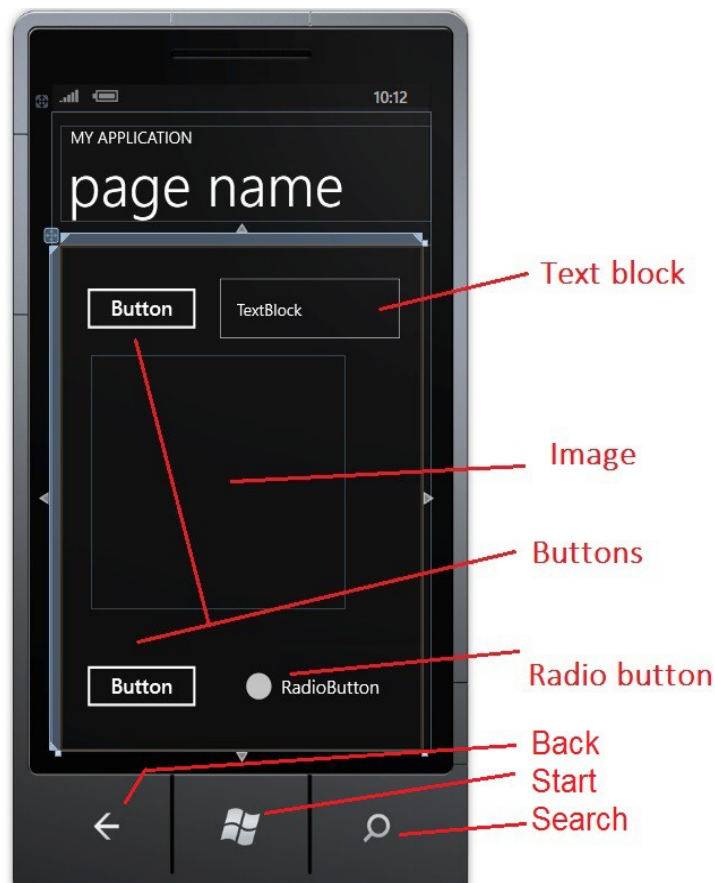 10:12
MY APPLICATION
page name
Text block
Button
TextBlock
Image
Buttons
Button
RadioButton
Radio button
Back
Start
Search